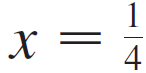 x = 1/4